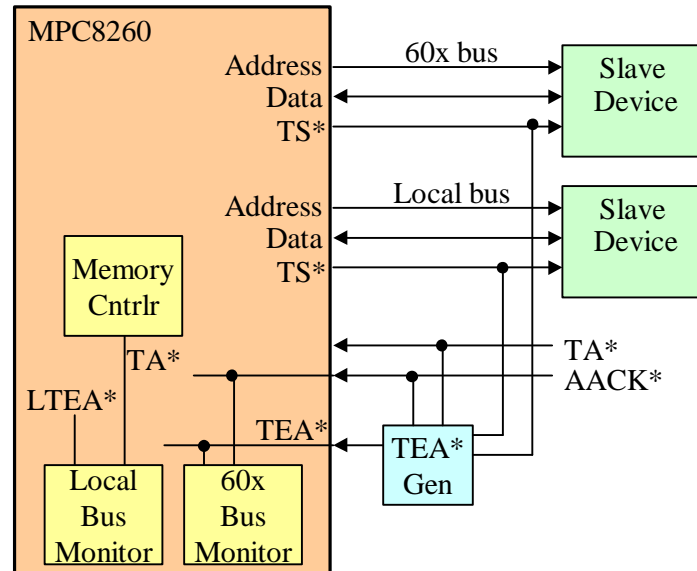 MPC8260
60x bus
Address
Data
TS*
Slave
Device
Local bus
Address
Data
TS*
Slave
Device
Memory
Cntrlr
TA*
TA*
AACK*
LTEA*
TEA*
TEA*
Gen
Local
Bus
Monitor
60x
Bus
Monitor